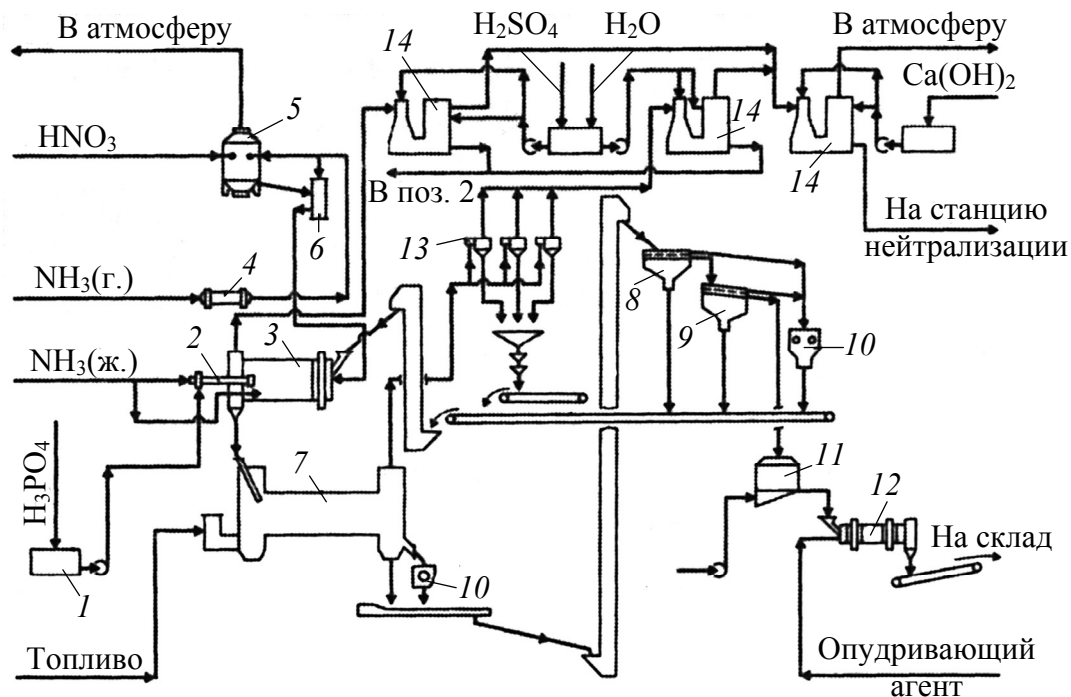 В атмосферу
H₂SO₄
H₂O
В атмосферу
14
Ca(OH)₂
5
HNO₃
14
14
В поз. 2
6
13
На станцию
нейтрализации
NH₃(г.)
4
8
9
10
2
3
NH₃(ж.)
H₃PO₄
7
11
12
На склад
1
10
Топливо
Опудривающий
агент